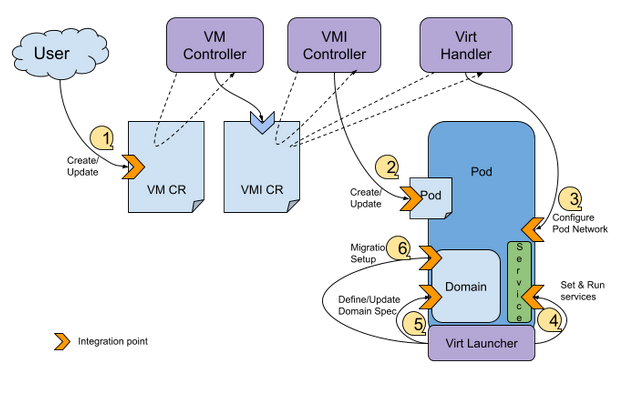 User
VM
Controller
VMI
Controller
Virt
Handler
1
Create/
Update
VM CR
VMI CR
2
Create/
Update
Pod
Pod
3
Configure
Pod Network
6
Migratio
Setup
Service
Domain
Define/Update
Domain Spec
5
Set & Run
services
4
Virt Launcher
Integration point